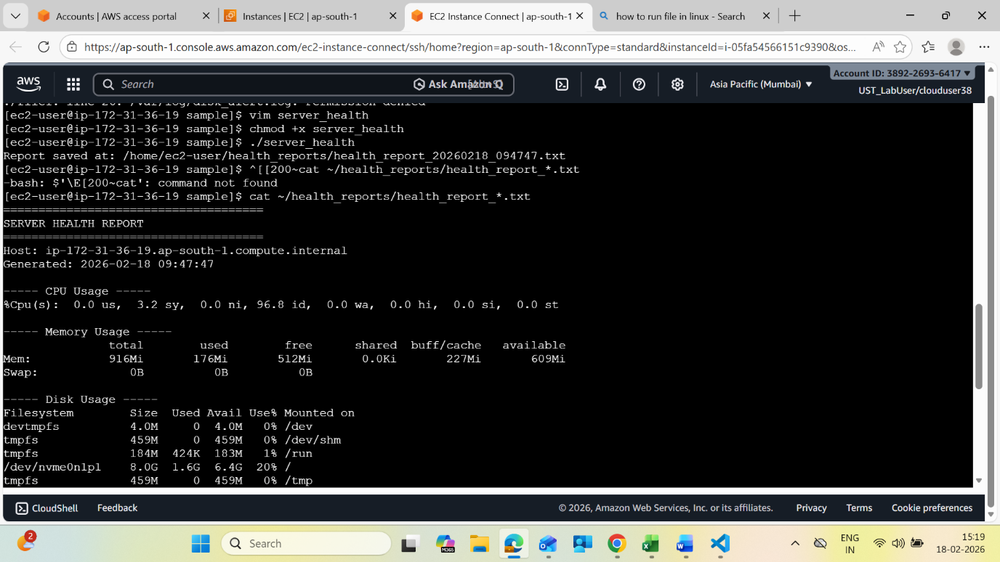 Accounts | AWS access portal
Instances | EC2 | ap-south-1
EC2 Instance Connect | ap-south-1
how to run file in linux - Search
https://ap-south-1.console.aws.amazon.com/ec2-instance-connect/ssh/home?region=ap-south-1&connType=standard&instanceId=i-05fa54566151c9390&os...
aws
Search
Ask Amazon Q
Asia Pacific (Mumbai) ▼
Account ID: 3892-2693-6417 ▼
UST_LabUser/clouduser38
[ec2-user@ip-172-31-36-19 sample]$ vim server_health
[ec2-user@ip-172-31-36-19 sample]$ chmod +x server_health
[ec2-user@ip-172-31-36-19 sample]$ ./server_health
Report saved at: /home/ec2-user/health_reports/health_report_20260218_094747.txt
[ec2-user@ip-172-31-36-19 sample]$ ^[[200~cat ~/health_reports/health_report_*.txt
-bash: $'\E[200~cat': command not found
[ec2-user@ip-172-31-36-19 sample]$ cat ~/health_reports/health_report_*.txt
=====================================
SERVER HEALTH REPORT
=====================================
Host: ip-172-31-36-19.ap-south-1.compute.internal
Generated: 2026-02-18 09:47:47
----- CPU Usage -----
%Cpu(s):  0.0 us,  3.2 sy,  0.0 ni, 96.8 id,  0.0 wa,  0.0 hi,  0.0 si,  0.0 st
----- Memory Usage -----
total used free shared buff/cache available
Mem: 916Mi 176Mi 512Mi 0.0Ki 227Mi 609Mi
Swap: 0B 0B 0B
----- Disk Usage -----
Filesystem Size Used Avail Use% Mounted on
devtmpfs 4.0M 0 4.0M 0% /dev
tmpfs 459M 0 459M 0% /dev/shm
tmpfs 184M 424K 183M 1% /run
/dev/nvme0n1p1 8.0G 1.6G 6.4G 20% /
tmpfs 459M 0 459M 0% /tmp
CloudShell
Feedback
© 2026, Amazon Web Services, Inc. or its affiliates.
Privacy
Terms
Cookie preferences
2
Search
M365
ENG
IN
15:19
18-02-2026